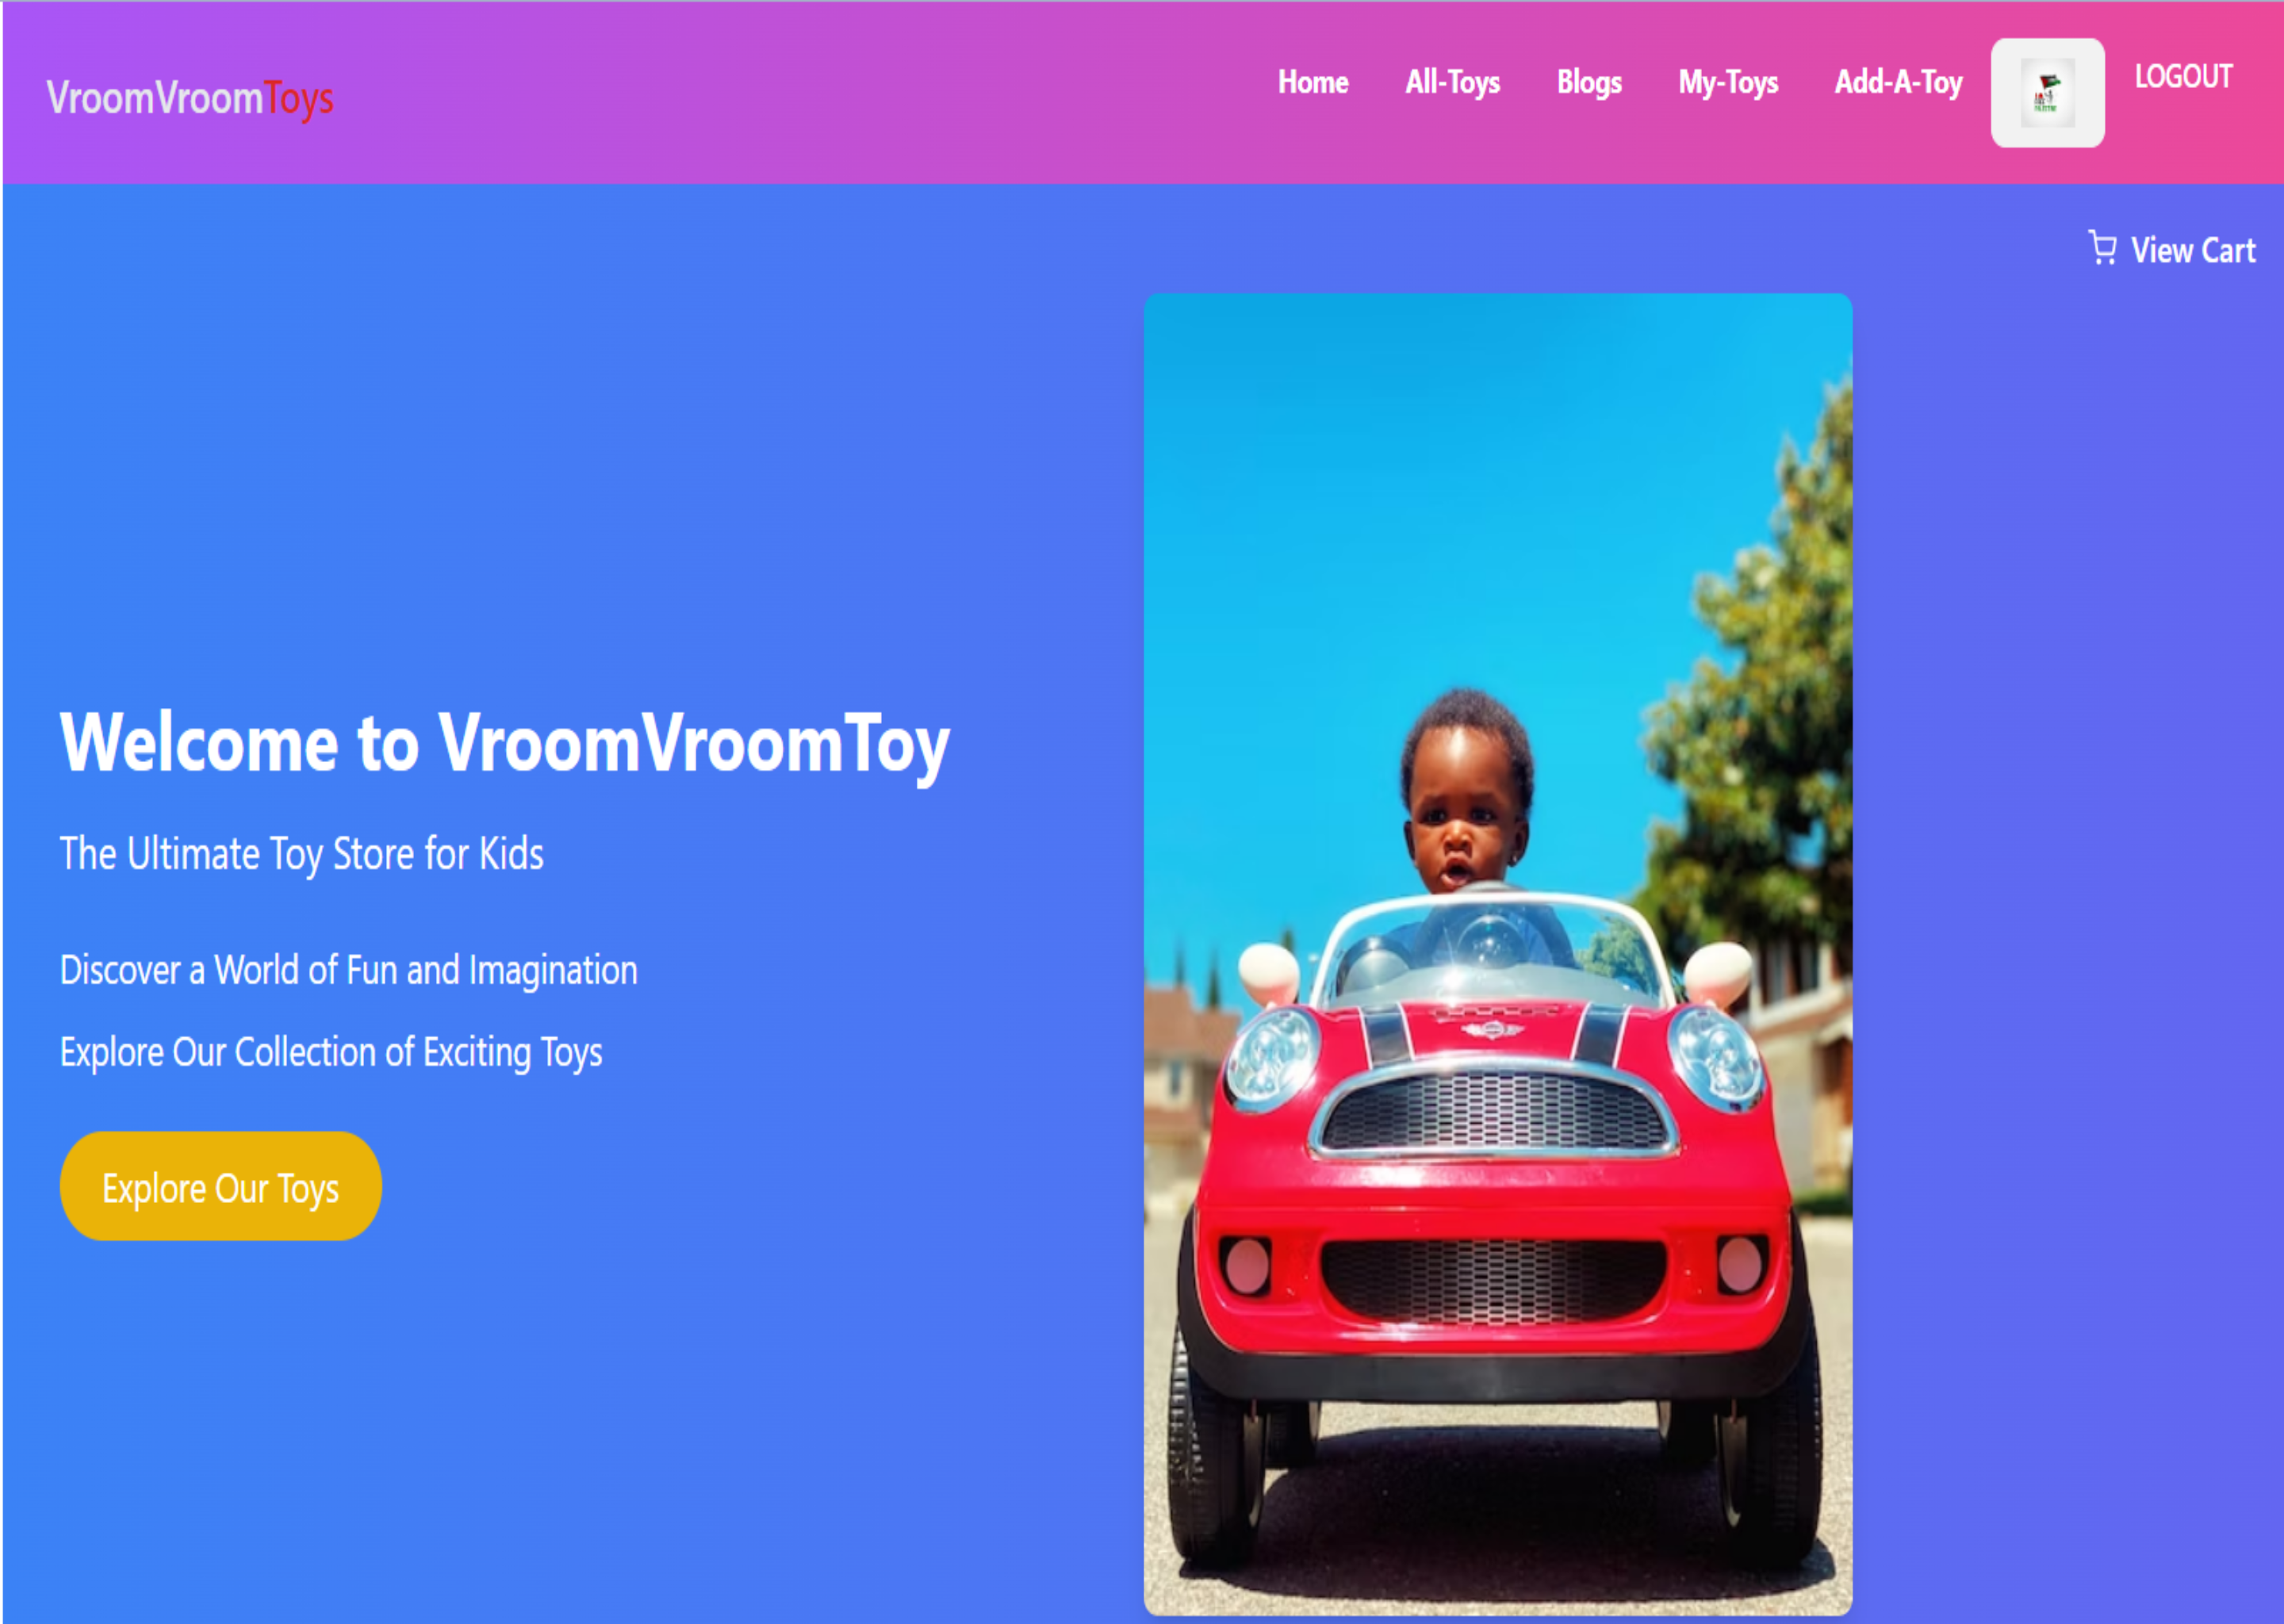 VroomVroomToys
Home All-Toys Blogs My-Toys Add-A-Toy LOGOUT
View Cart
Welcome to VroomVroomToy
The Ultimate Toy Store for Kids
Discover a World of Fun and Imagination
Explore Our Collection of Exciting Toys
Explore Our Toys